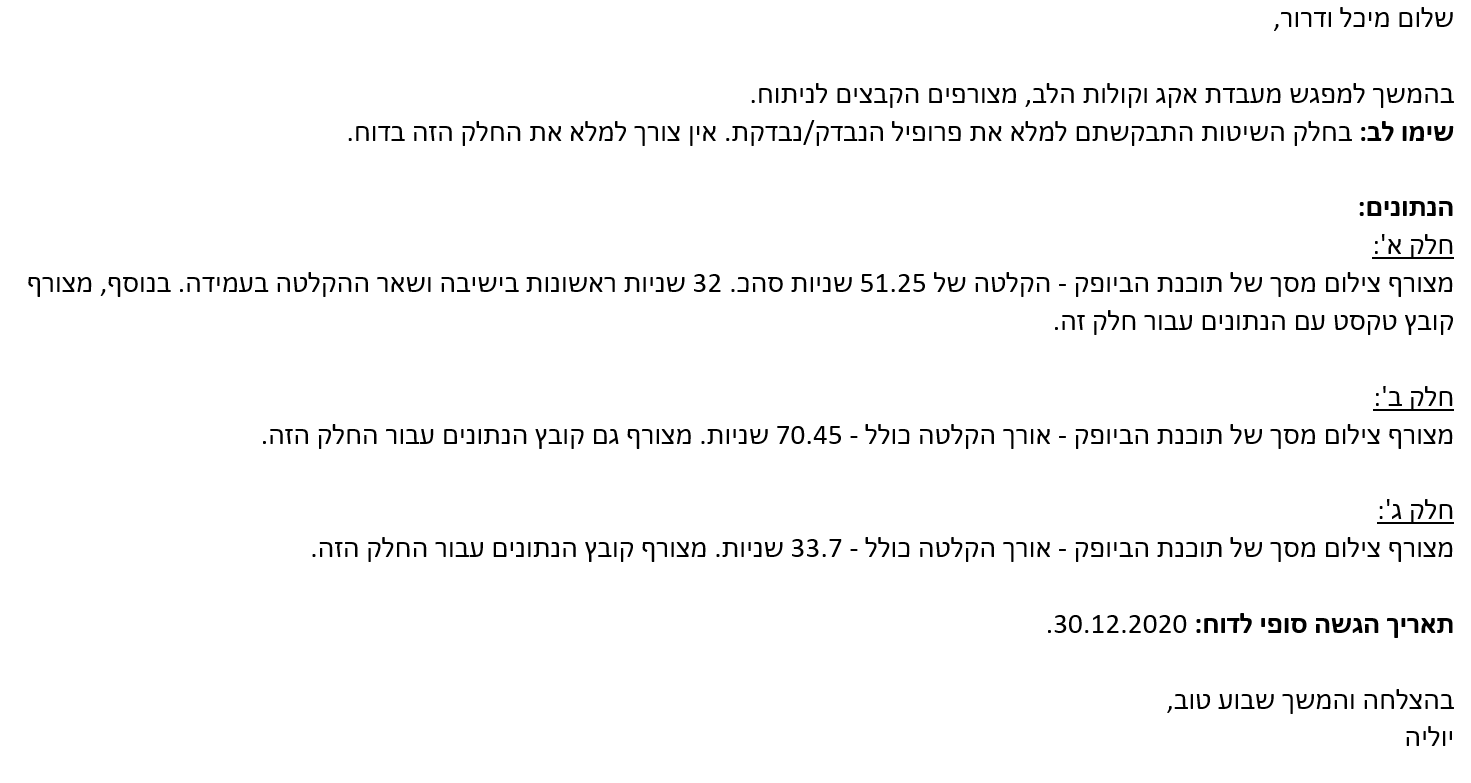 שלום מיכל ודרור,
בהמשך למפגש מעבדת אקג וקולות הלב, מצורפים הקבצים לניתוח.
שימו לב: בחלק השיטות התבקשתם למלא את פרופיל הנבדק/נבדקת. אין צורך למלא את החלק הזה בדוח.
הנתונים:
חלק א':
מצורף צילום מסך של תוכנת הביופק - הקלטה של 51.25 שניות סהכ. 32 שניות ראשונות בישיבה ושאר ההקלטה בעמידה. בנוסף, מצורף
קובץ טקסט עם הנתונים עבור חלק זה.
חלק ב':
מצורף צילום מסך של תוכנת הביופק - אורך הקלטה כולל - 70.45 שניות. מצורף גם קובץ הנתונים עבור החלק הזה.
חלק ג':
מצורף צילום מסך של תוכנת הביופק - אורך הקלטה כולל - 33.7 שניות. מצורף קובץ הנתונים עבור החלק הזה.
תאריך הגשה סופי לדוח: 30.12.2020.
בהצלחה והמשך שבוע טוב,
יוליה